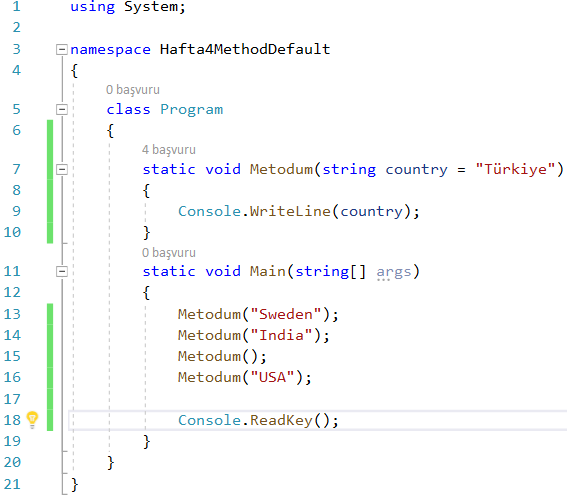 1 using System;
2
3 namespace Hafta4MethodDefault
4 {
0 başvuru
5 class Program
6 {
4 başvuru
7 static void Metodum(string country = "Türkiye")
8 {
9 Console.WriteLine(country);
10 }
0 başvuru
11 static void Main(string[] args)
12 {
13 Metodum("Sweden");
14 Metodum("India");
15 Metodum();
16 Metodum("USA");
17
18 Console.ReadKey();
19 }
20 }
21 }